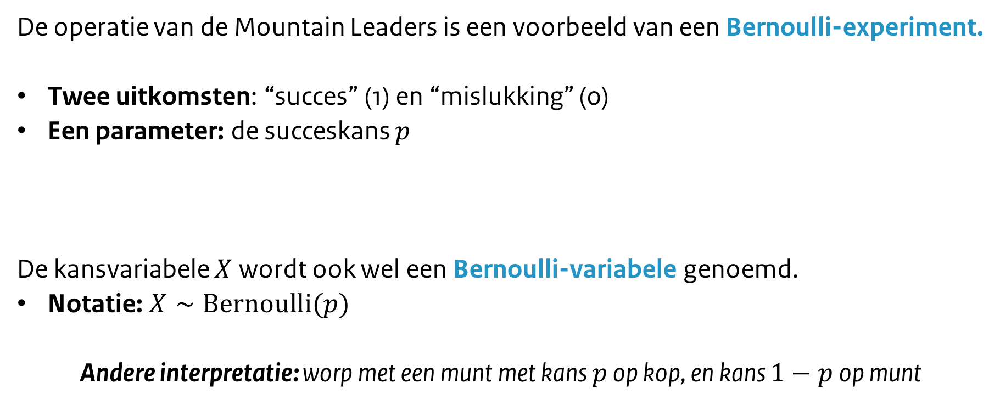 De operatie van de Mountain Leaders is een voorbeeld van een Bernoulli-experiment.
• Twee uitkomsten: “succes” (1) en “mislukking” (0)
• Een parameter: de succeskans p
De kansvariabele X wordt ook wel een Bernoulli-variabele genoemd.
• Notatie: X ~ Bernoulli(p)
Andere interpretatie: worp met een munt met kans p op kop, en kans 1 − p op munt